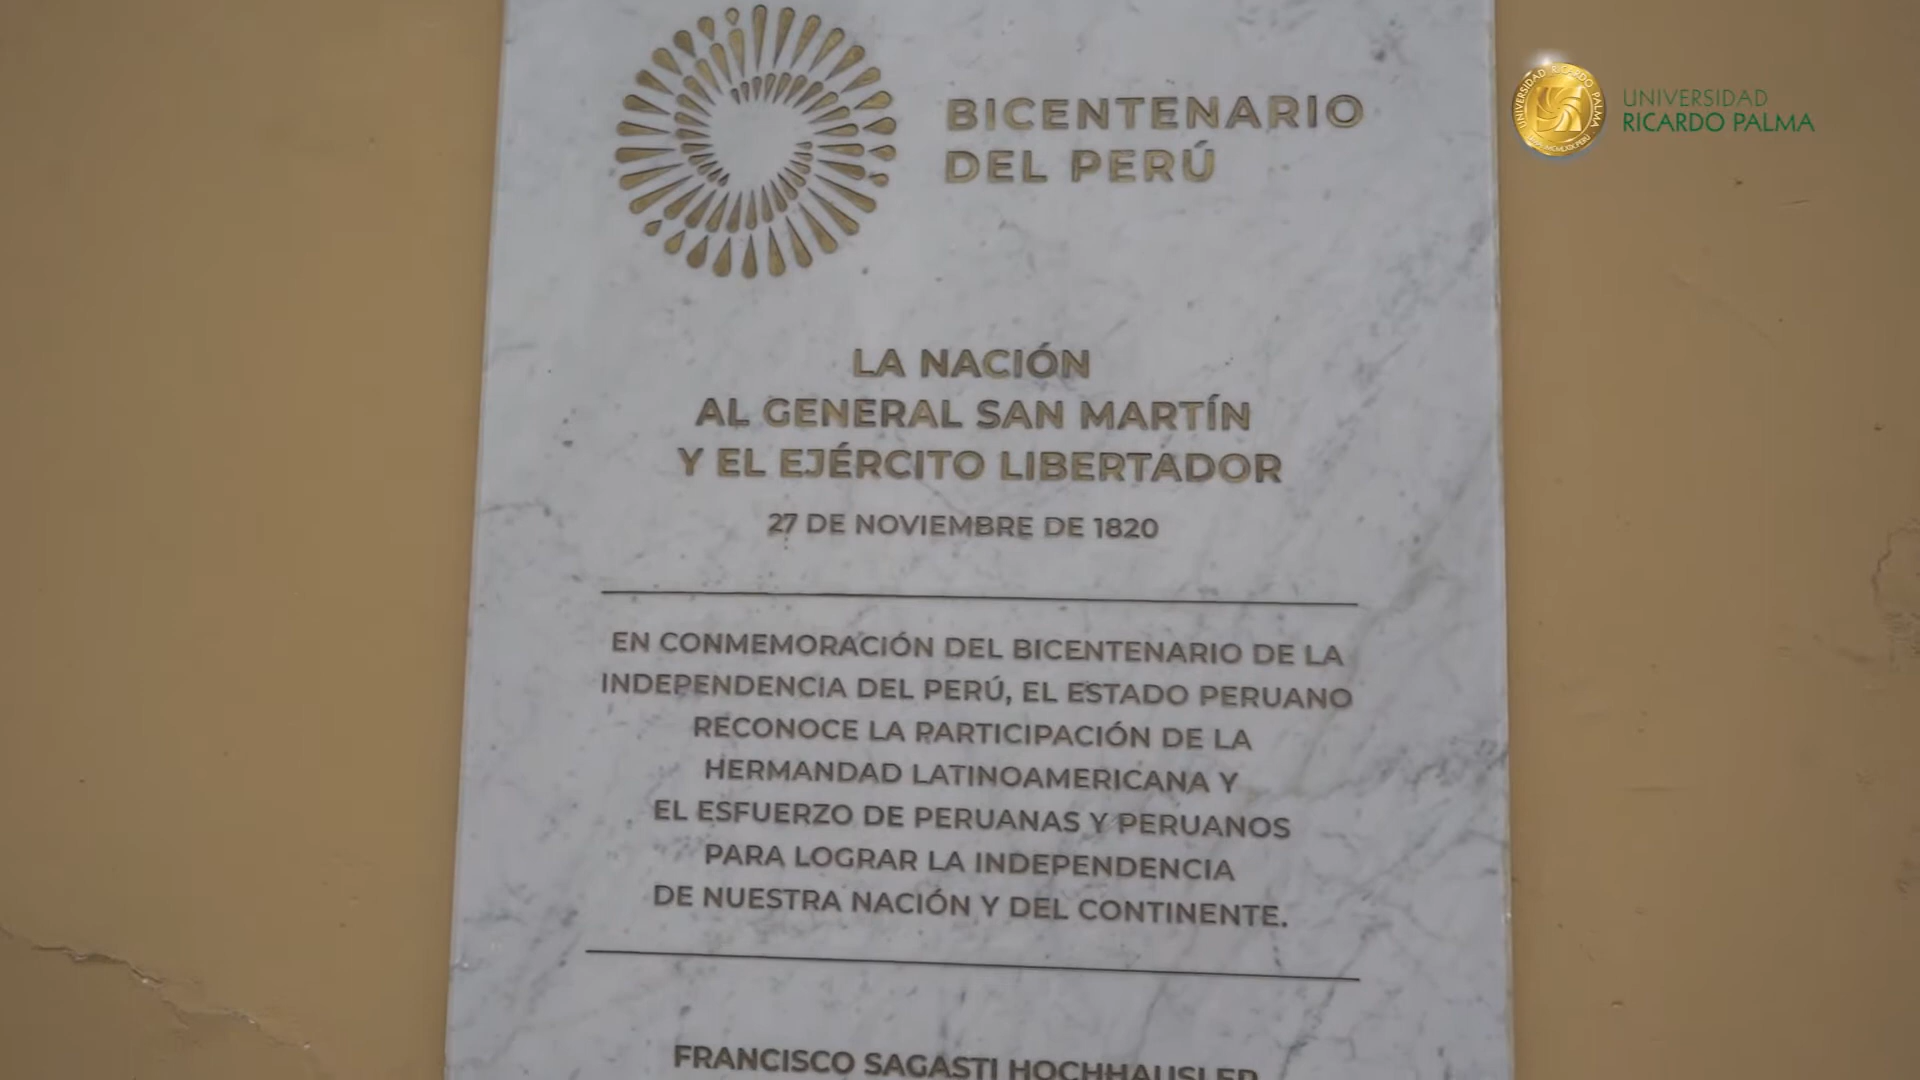 BICENTENARIO
DEL PERÚ
UNIVERSIDAD
RICARDO PALMA
LA NACIÓN
AL GENERAL SAN MARTÍN
Y EL EJÉRCITO LIBERTADOR
27 DE NOVIEMBRE DE 1820
EN CONMEMORACIÓN DEL BICENTENARIO DE LA
INDEPENDENCIA DEL PERÚ, EL ESTADO PERUANO
RECONOCE LA PARTICIPACIÓN DE LA
HERMANDAD LATINOAMERICANA Y
EL ESFUERZO DE PERUANAS Y PERUANOS
PARA LOGRAR LA INDEPENDENCIA
DE NUESTRA NACIÓN Y DEL CONTINENTE.
FRANCISCO SAGASTI HOCHHAUSLER